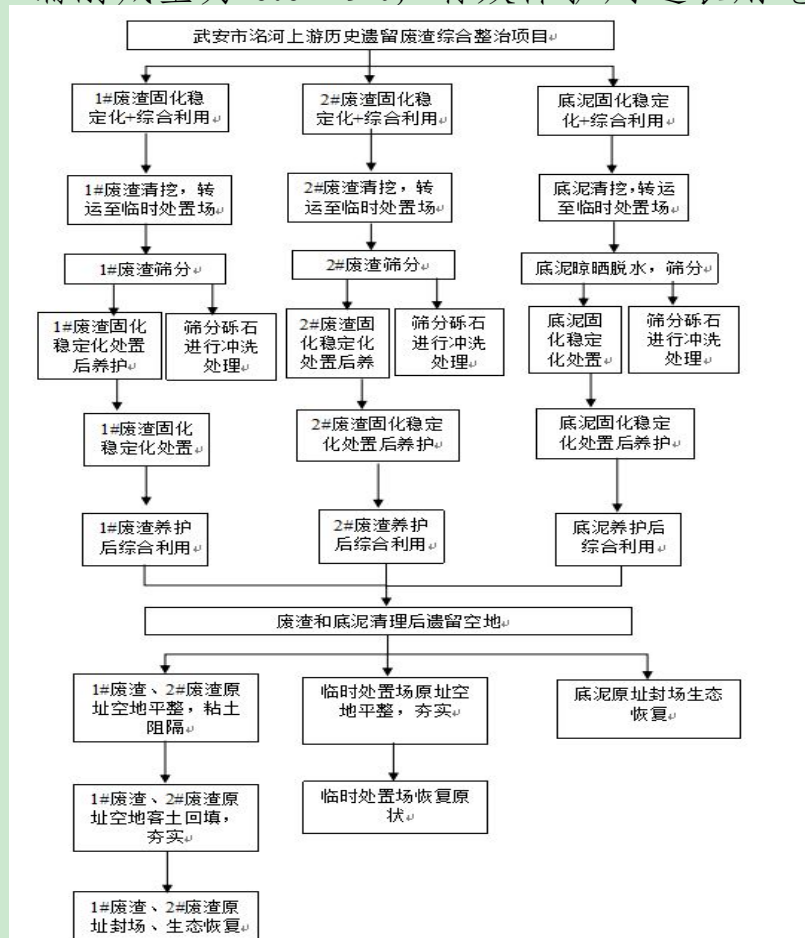 武安市洺河上游历史遗留废渣综合整治项目
1#废渣固化稳
定化+综合利用
2#废渣固化稳
定化+综合利用
底泥固化稳定
化+综合利用
1#废渣清挖，转
运至临时处置场
2#废渣清挖，转
运至临时处置场
底泥清挖,转运
至临时处置场
1#废渣筛分
2#废渣筛分
底泥晾晒脱水，筛分
1#废渣固化
稳定化处置
后养护
筛分砾石
进行冲洗
处理
2#废渣固
化稳定化
处置后养
筛分砾石
进行冲洗
处理
底泥固
化稳定
化处置
筛分砾石
进行冲洗
处理
1#废渣固化
稳定化处置
2#废渣固化稳定
化处置后养护
底泥固化稳定
化处置后养护
1#废渣养护
后综合利用
2#废渣养护
后综合利用
底泥养护后
综合利用
废渣和底泥清理后遗留空地
1#废渣、2#废渣原
址空地平整，粘土
阻隔
临时处置场原址空
地平整，夯实
底泥原址封场生态
恢复
1#废渣、2#废渣原
址空地客土回填，
夯实
临时处置场恢复原
状
1#废渣、2#废渣原
址封场、生态恢复